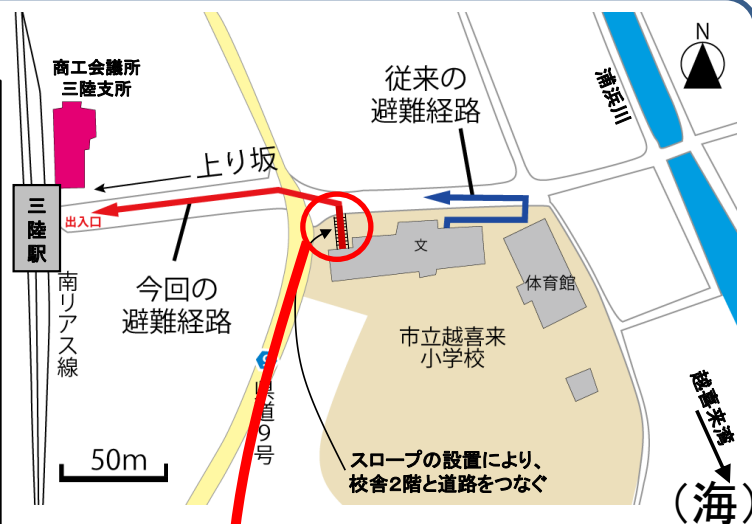 商工会議所
三陸支所
従来の
避難経路
浦浜川
N
上り坂
三陸駅
出入口
文
体育館
今回の
避難経路
南リアス線
市立越喜来
小学校
県道9号
越喜来湾
50m
スロープの設置により、
校舎2階と道路をつなぐ
（海）